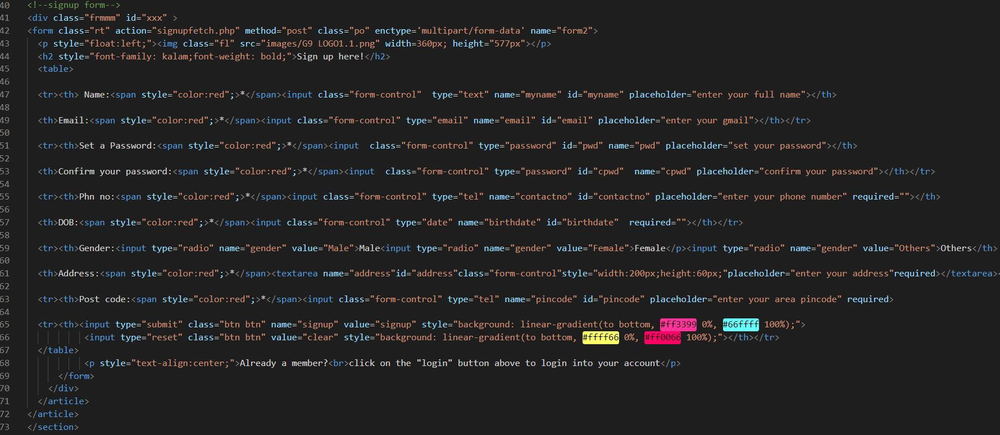 40 <!--signup form-->
41 <div class="frmmm" id="xxx" >
42 <form class="rt" action="signupfetch.php" method="post" class="po" enctype='multipart/form-data' name="form2">
43 <p style="float:left;"><img class="fl" src="images/G9 LOGO1.1.png" width=360px; height="577px"></p>
44 <h2 style="font-family: kalam;font-weight: bold;">Sign up here!</h2>
45 <table>
46
47 <tr><th> Name:<span style="color:red";>*</span><input class="form-control"  type="text" name="myname" id="myname" placeholder="enter your full name"></th>
48
49 <th>Email:<span style="color:red";>*</span><input class="form-control" type="email" name="email" id="email" placeholder="enter your gmail"></th></tr>
50
51 <tr><th>Set a Password:<span style="color:red";>*</span><input  class="form-control" type="password" id="pwd" name="pwd" placeholder="set your password"></th>
52
53 <th>Confirm your password:<span style="color:red";>*</span><input  class="form-control" type="password" id="cpwd"  name="cpwd" placeholder="confirm your password"></th></tr>
54
55 <tr><th>Phn no:<span style="color:red";>*</span><input class="form-control" type="tel" name="contactno" id="contactno" placeholder="enter your phone number" required=""></th>
56
57 <th>DOB:<span style="color:red";>*</span><input class="form-control" type="date" name="birthdate" id="birthdate"  required=""></th></tr>
58
59 <tr><th>Gender:<input type="radio" name="gender" value="Male">Male<input type="radio" name="gender" value="Female">Female</p><input type="radio" name="gender" value="Others">Others</th>
60
61 <th>Address:<span style="color:red";>*</span><textarea name="address"id="address"class="form-control"style="width:200px;height:60px;"placeholder="enter your address"required></textarea><
62
63 <tr><th>Post code:<span style="color:red";>*</span><input class="form-control" type="tel" name="pincode" id="pincode" placeholder="enter your area pincode" required>
64
65 <tr><th><input type="submit" class="btn btn" name="signup" value="signup" style="background: linear-gradient(to bottom, #ff3399 0%, #66ffff 100%);">
66 <input type="reset" class="btn btn" value="clear" style="background: linear-gradient(to bottom, #ffff66 0%, #ff0066 100%);"></th></tr>
67 </table>
68 <p style="text-align:center;">Already a member?<br>click on the "login" button above to login into your account</p>
69 </form>
70 </div>
71 </article>
72 </article>
73 </section>